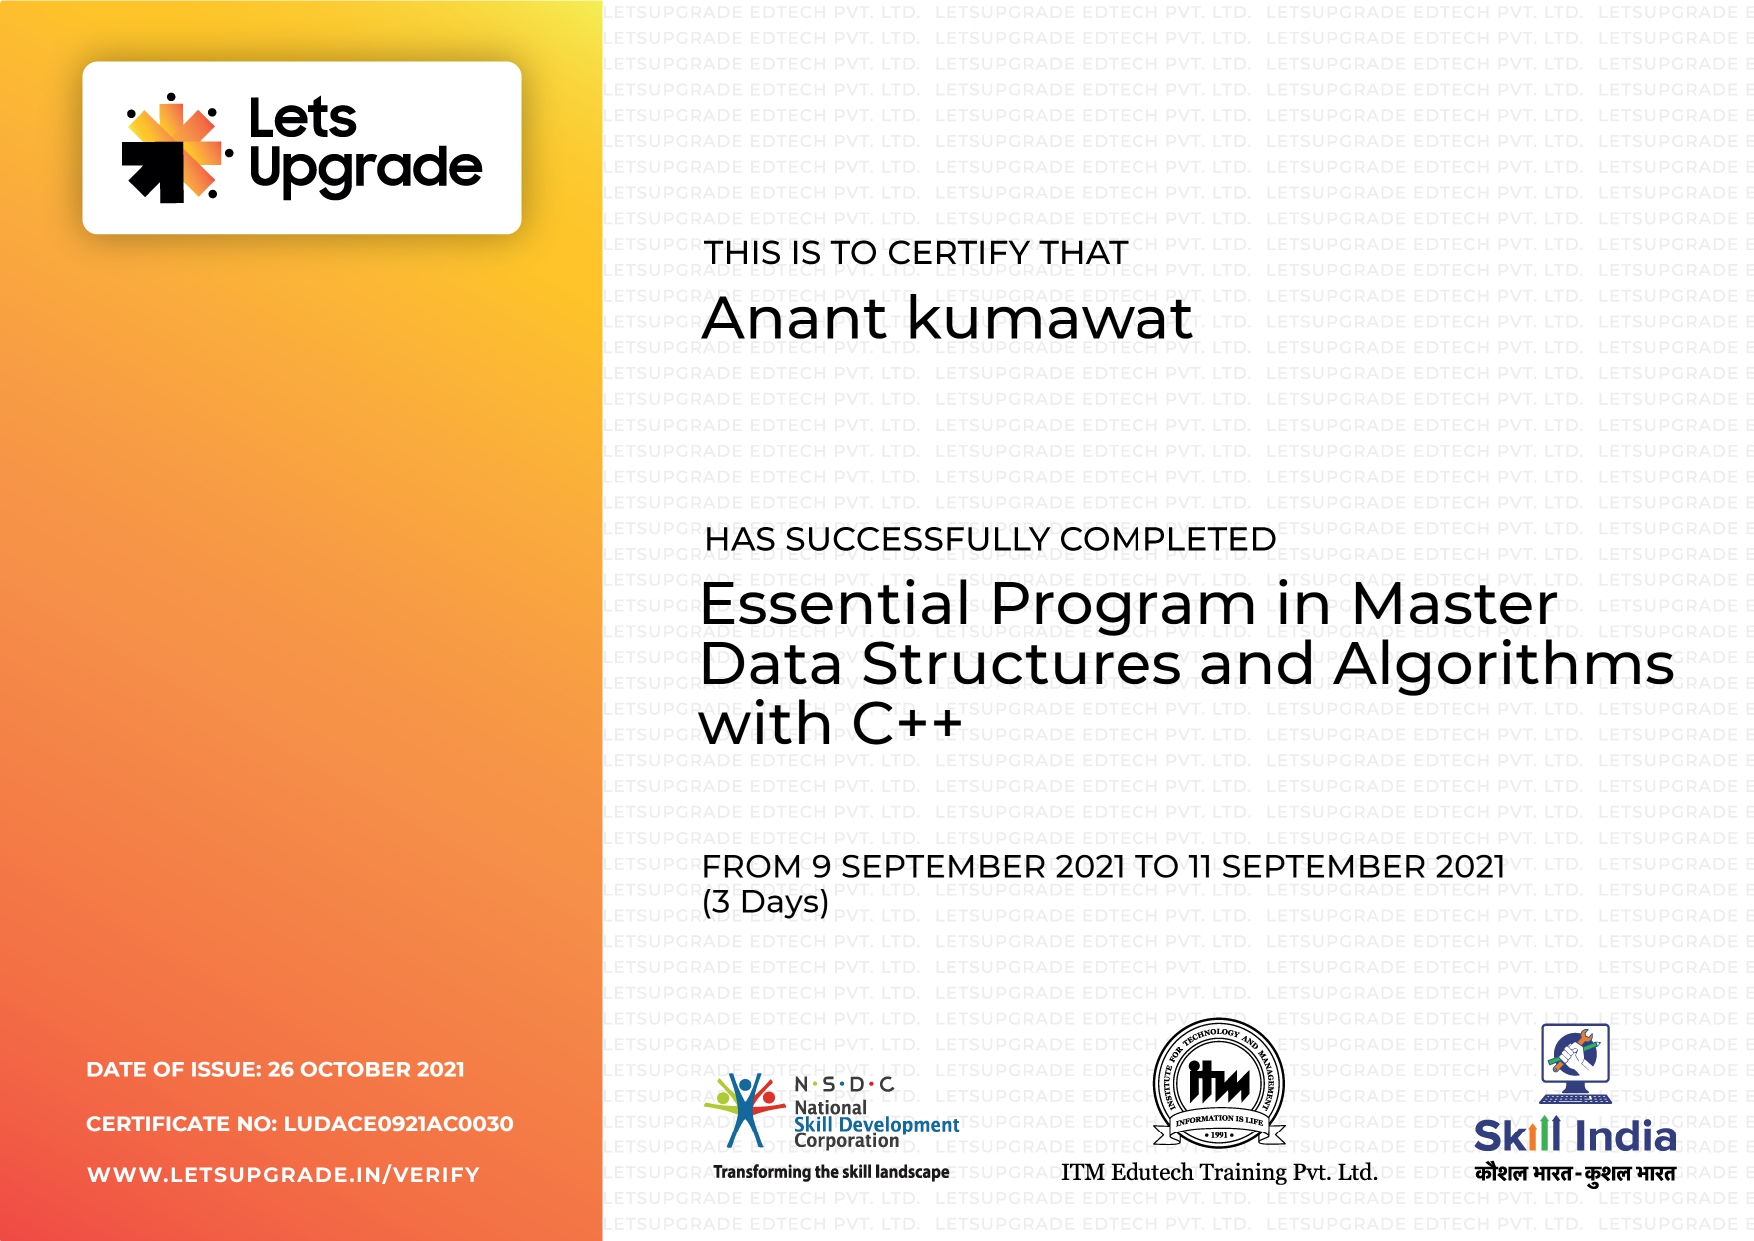 Lets
Upgrade
THIS IS TO CERTIFY THAT
Anant kumawat
HAS SUCCESSFULLY COMPLETED
Essential Program in Master
Data Structures and Algorithms
with C++
FROM 9 SEPTEMBER 2021 TO 11 SEPTEMBER 2021
(3 Days)
DATE OF ISSUE: 26 OCTOBER 2021
CERTIFICATE NO: LUDACE0921AC0030
WWW.LETSUPGRADE.IN/VERIFY
N·S·D·C
National
Skill Development
Corporation
Transforming the skill landscape
INSTITUTE FOR TECHNOLOGY AND MANAGEMENT
itm
INFORMATION IS LIFE
• 1991 •
ITM Edutech Training Pvt. Ltd.
Skill India
कौशल भारत - कुशल भारत
LETSUPGRADE EDTECH PVT. LTD.